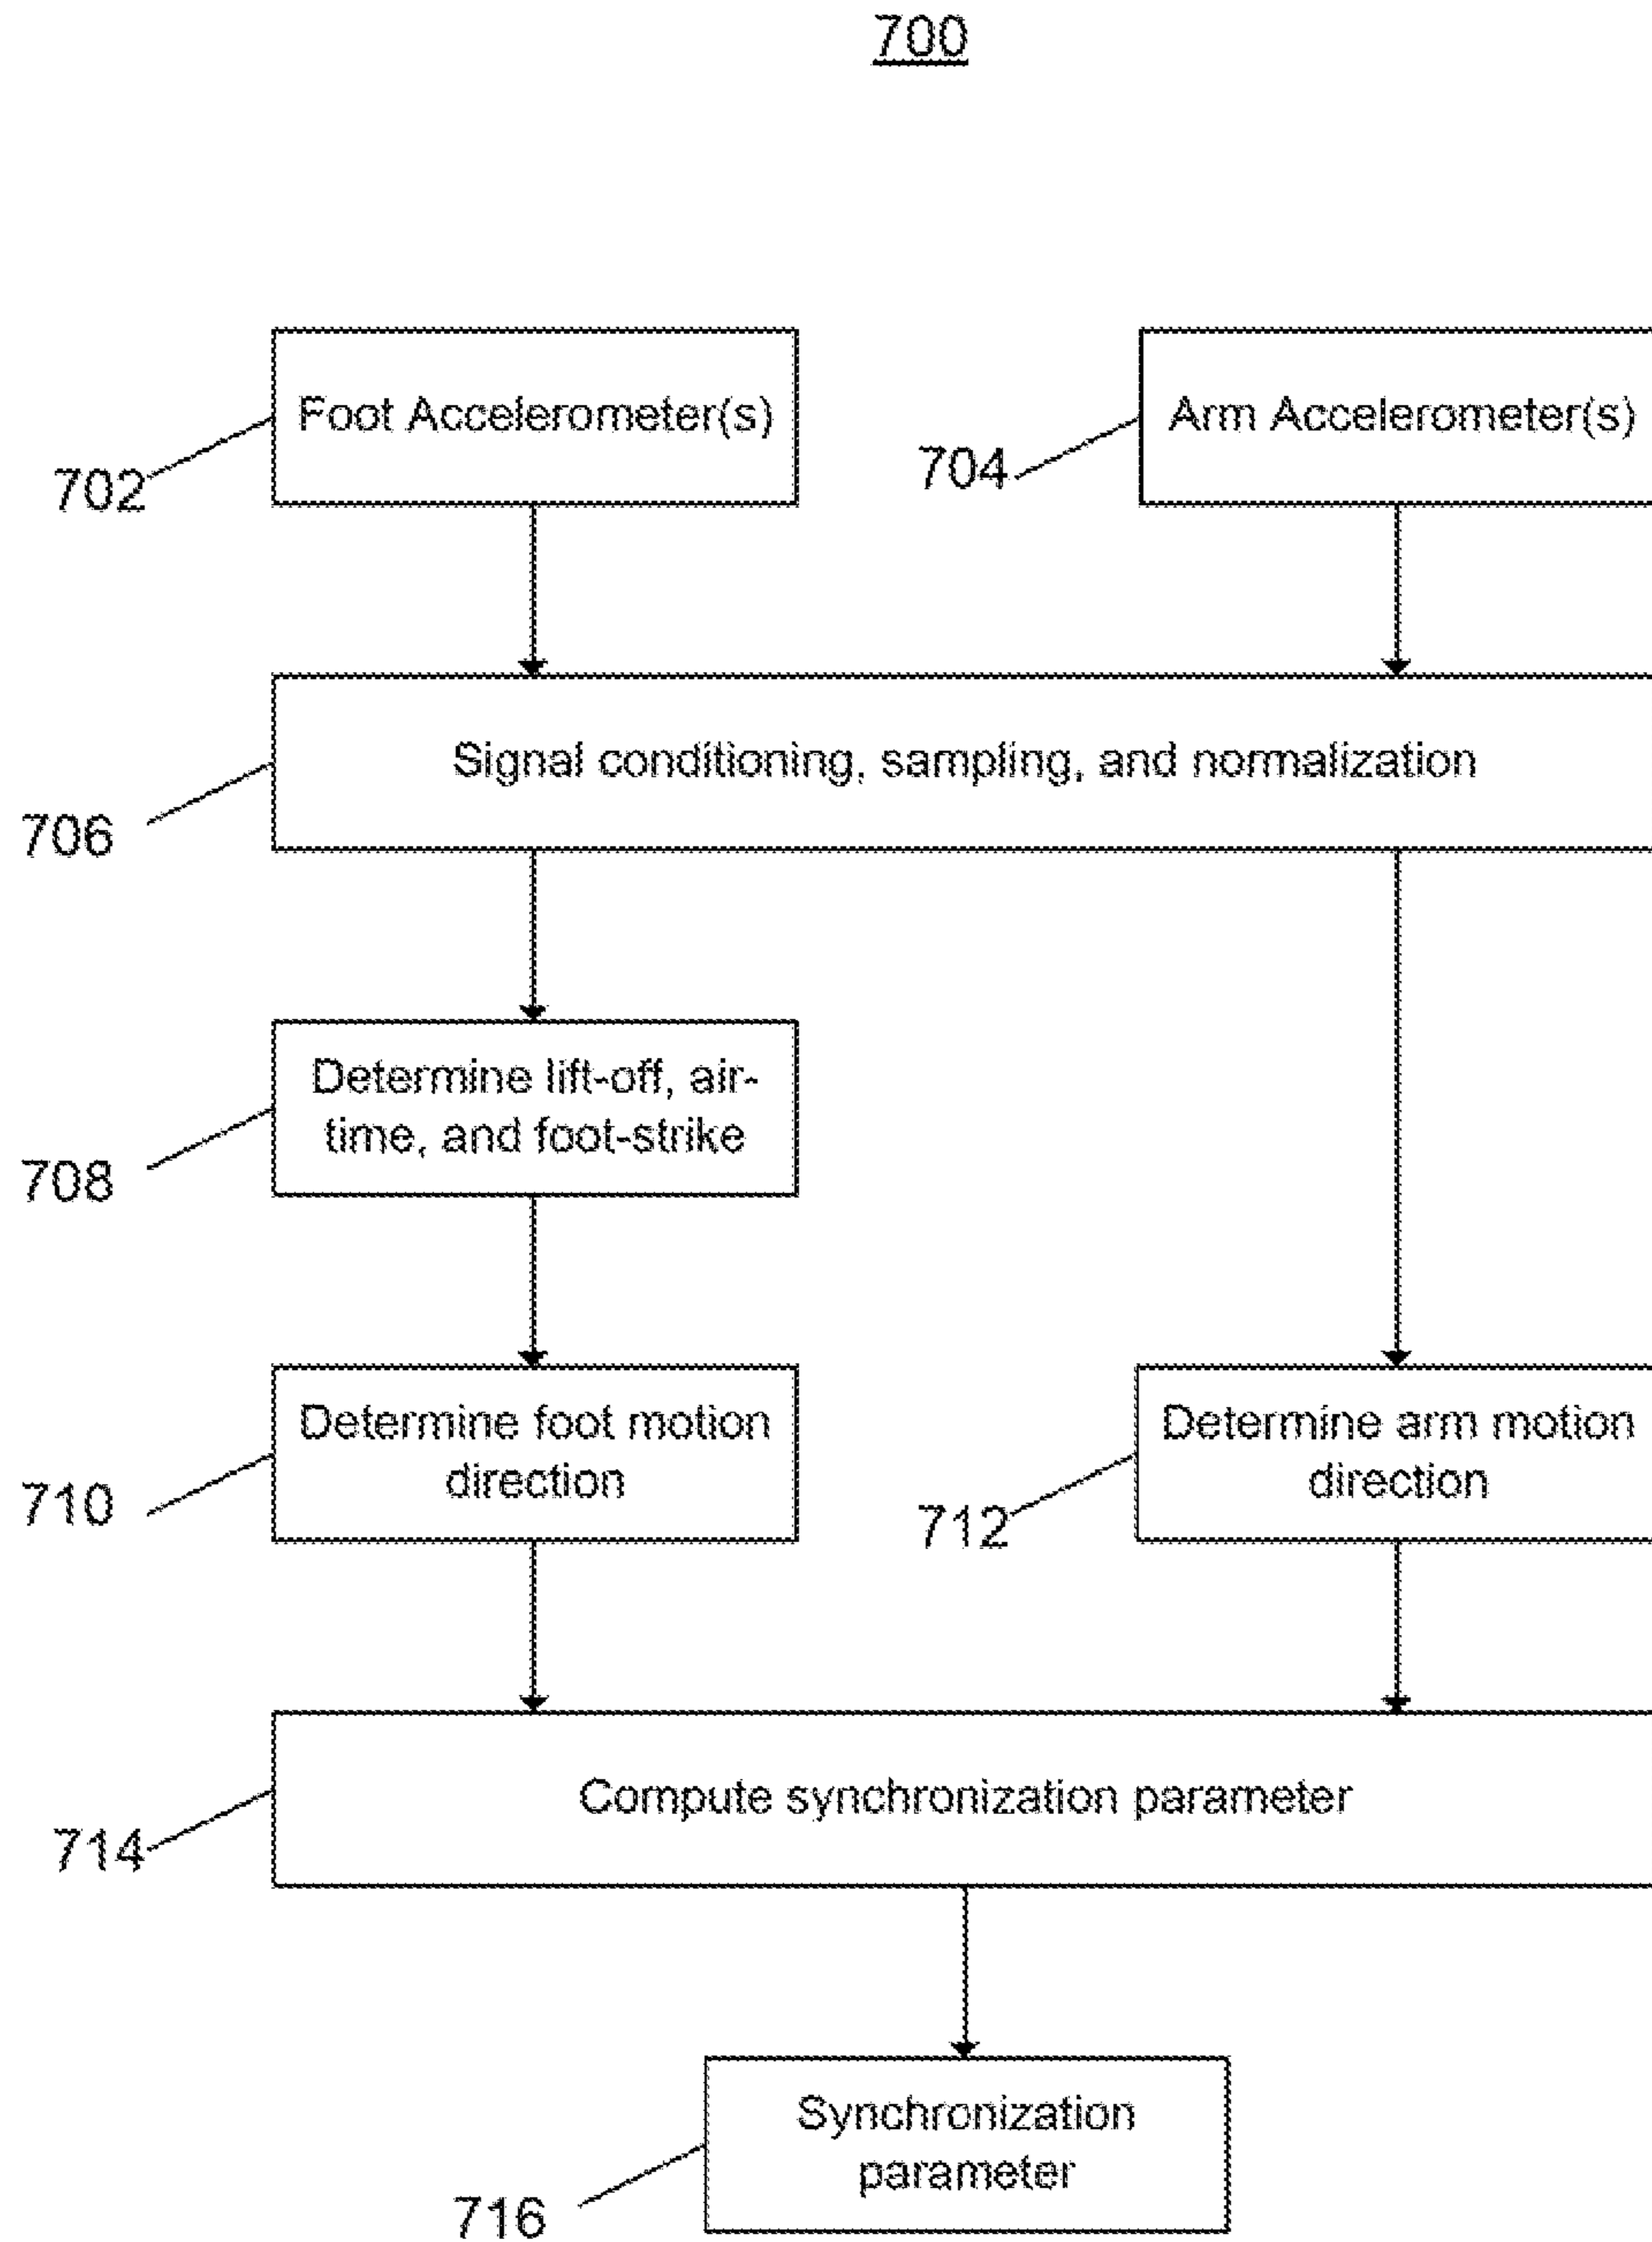 700
Foot Accelerometer(s)
Arm Accelerometer(s)
702
704
Signal conditioning, sampling, and normalization
706
Determine lift-off, air-
time, and foot-strike
708
Determine foot motion
direction
Determine arm motion
direction
710
712
Compute synchronization parameter
714
Synchronization
parameter
716